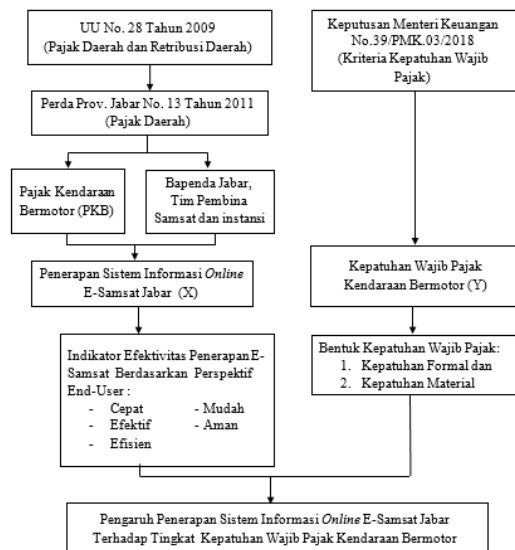 UU No. 28 Tahun 2009
(Pajak Daerah dan Retribusi Daerah)
Keputusan Menteri Keuangan
No.39/PMK.03/2018
(Kriteria Kepatuhan Wajib
Pajak)
Perda Prov. Jabar No. 13 Tahun 2011
(Pajak Daerah)
Pajak Kendaraan
Bermotor (PKB)
Bapenda Jabar,
Tim Pembina
Samsat dan instansi
Penerapan Sistem Informasi Online
E-Samsat Jabar (X)
Kepatuhan Wajib Pajak
Kendaraan Bermotor (Y)
Indikator Efektivitas Penerapan E-
Samsat Berdasarkan Perspektif
End-User :
- Cepat - Mudah
- Efektif - Aman
- Efisien
Bentuk Kepatuhan Wajib Pajak:
1. Kepatuhan Formal dan
2. Kepatuhan Material
Pengaruh Penerapan Sistem Informasi Online E-Samsat Jabar
Terhadap Tingkat Kepatuhan Wajib Pajak Kendaraan Bermotor